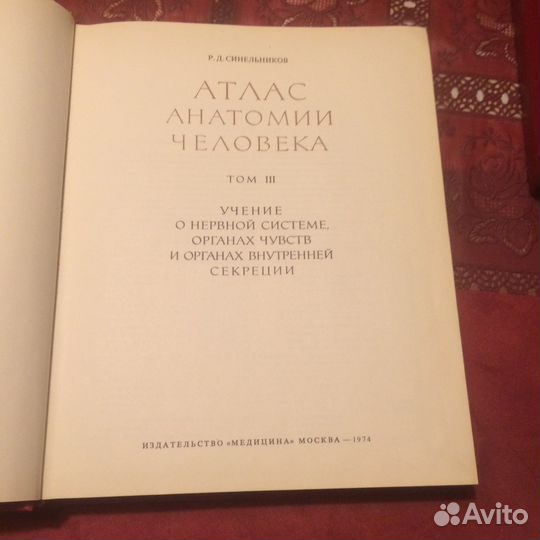 Р. Д. СИНЕЛЬНИКОВ
АТЛАС
АНАТОМИИ
ЧЕЛОВЕКА
ТОМ III
УЧЕНИЕ
О НЕРВНОЙ СИСТЕМЕ,
ОРГАНАХ ЧУВСТВ
И ОРГАНАХ ВНУТРЕННЕЙ
СЕКРЕЦИИ
ИЗДАТЕЛЬСТВО «МЕДИЦИНА» МОСКВА — 1974
Avito